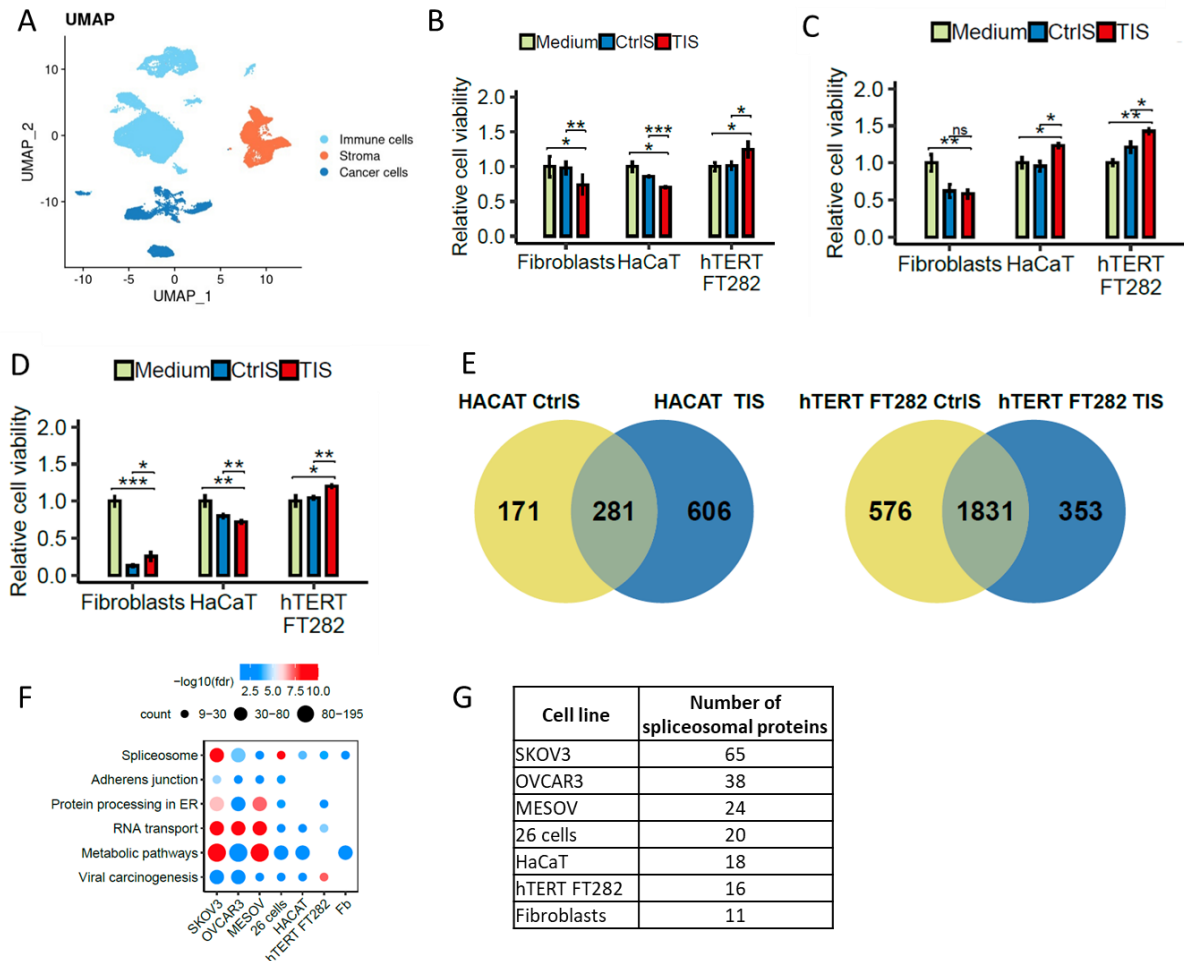 A
UMAP
10
0
-10
UMAP_2
-10
-5
0
5
10
UMAP_1
Immune cells
Stroma
Cancer cells
B
Medium CtrlS TIS
Relative cell viability
2.0
1.5
1.0
0.5
0.0
**
*
***
*
*
*
Fibroblasts HaCaT hTERT
FT282
C
Medium CtrlS TIS
Relative cell viability
2.0
1.5
1.0
0.5
0.0
ns
**
*
*
*
**
Fibroblasts HaCaT hTERT
FT282
D
Medium CtrlS TIS
Relative cell viability
2.0
1.5
1.0
0.5
0.0
*
***
**
**
**
*
Fibroblasts HaCaT hTERT
FT282
E
HACAT CtrlS HACAT TIS
171 281 606
hTERT FT282 CtrlS hTERT FT282 TIS
576 1831 353
F
−log10(fdr)
2.5 5.0 7.5 10.0
count 9−30 30−80 80−195
Spliceosome
Adherens junction
Protein processing in ER
RNA transport
Metabolic pathways
Viral carcinogenesis
SKOV3
OVCAR3
MESOV
26 cells
HACAT
hTERT FT282
Fb
G
Cell line Number of
spliceosomal proteins
SKOV3 65
OVCAR3 38
MESOV 24
26 cells 20
HaCaT 18
hTERT FT282 16
Fibroblasts 11